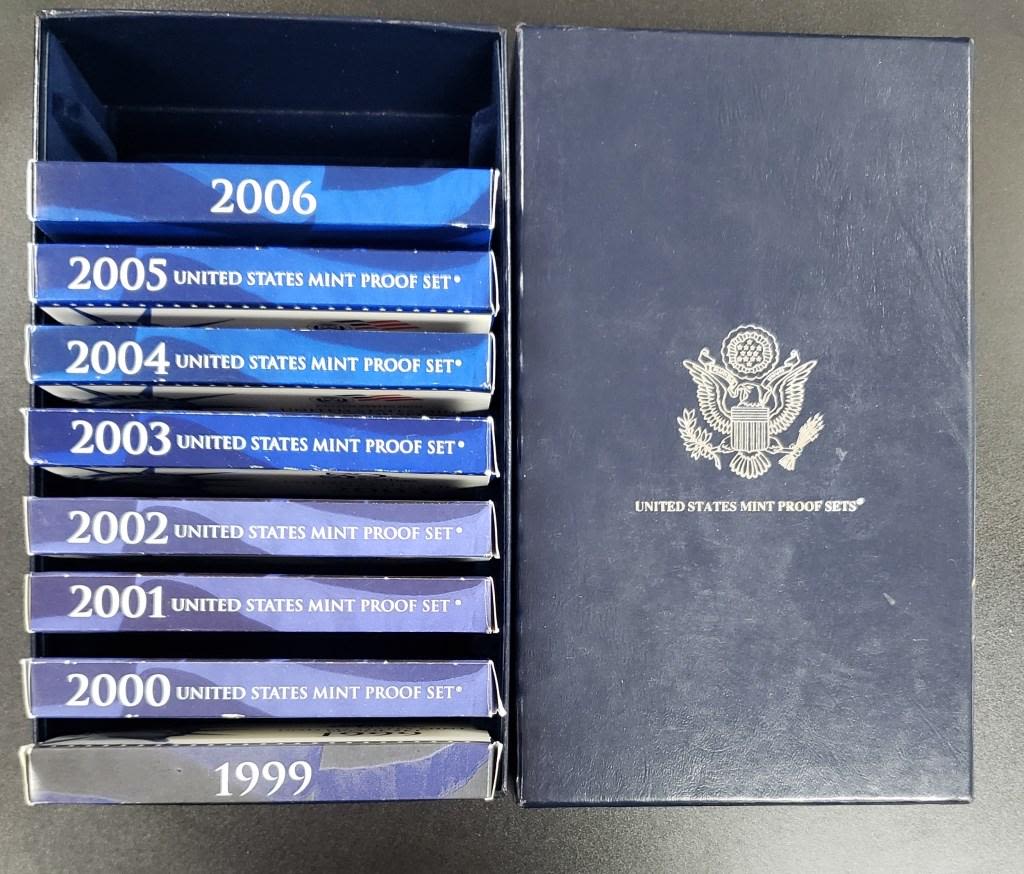 2006
2005 UNITED STATES MINT PROOF SET®
2004 UNITED STATES MINT PROOF SET®
2003 UNITED STATES MINT PROOF SET®
2002 UNITED STATES MINT PROOF SET®
2001 UNITED STATES MINT PROOF SET®
2000 UNITED STATES MINT PROOF SET®
1999
UNITED STATES MINT PROOF SETS®